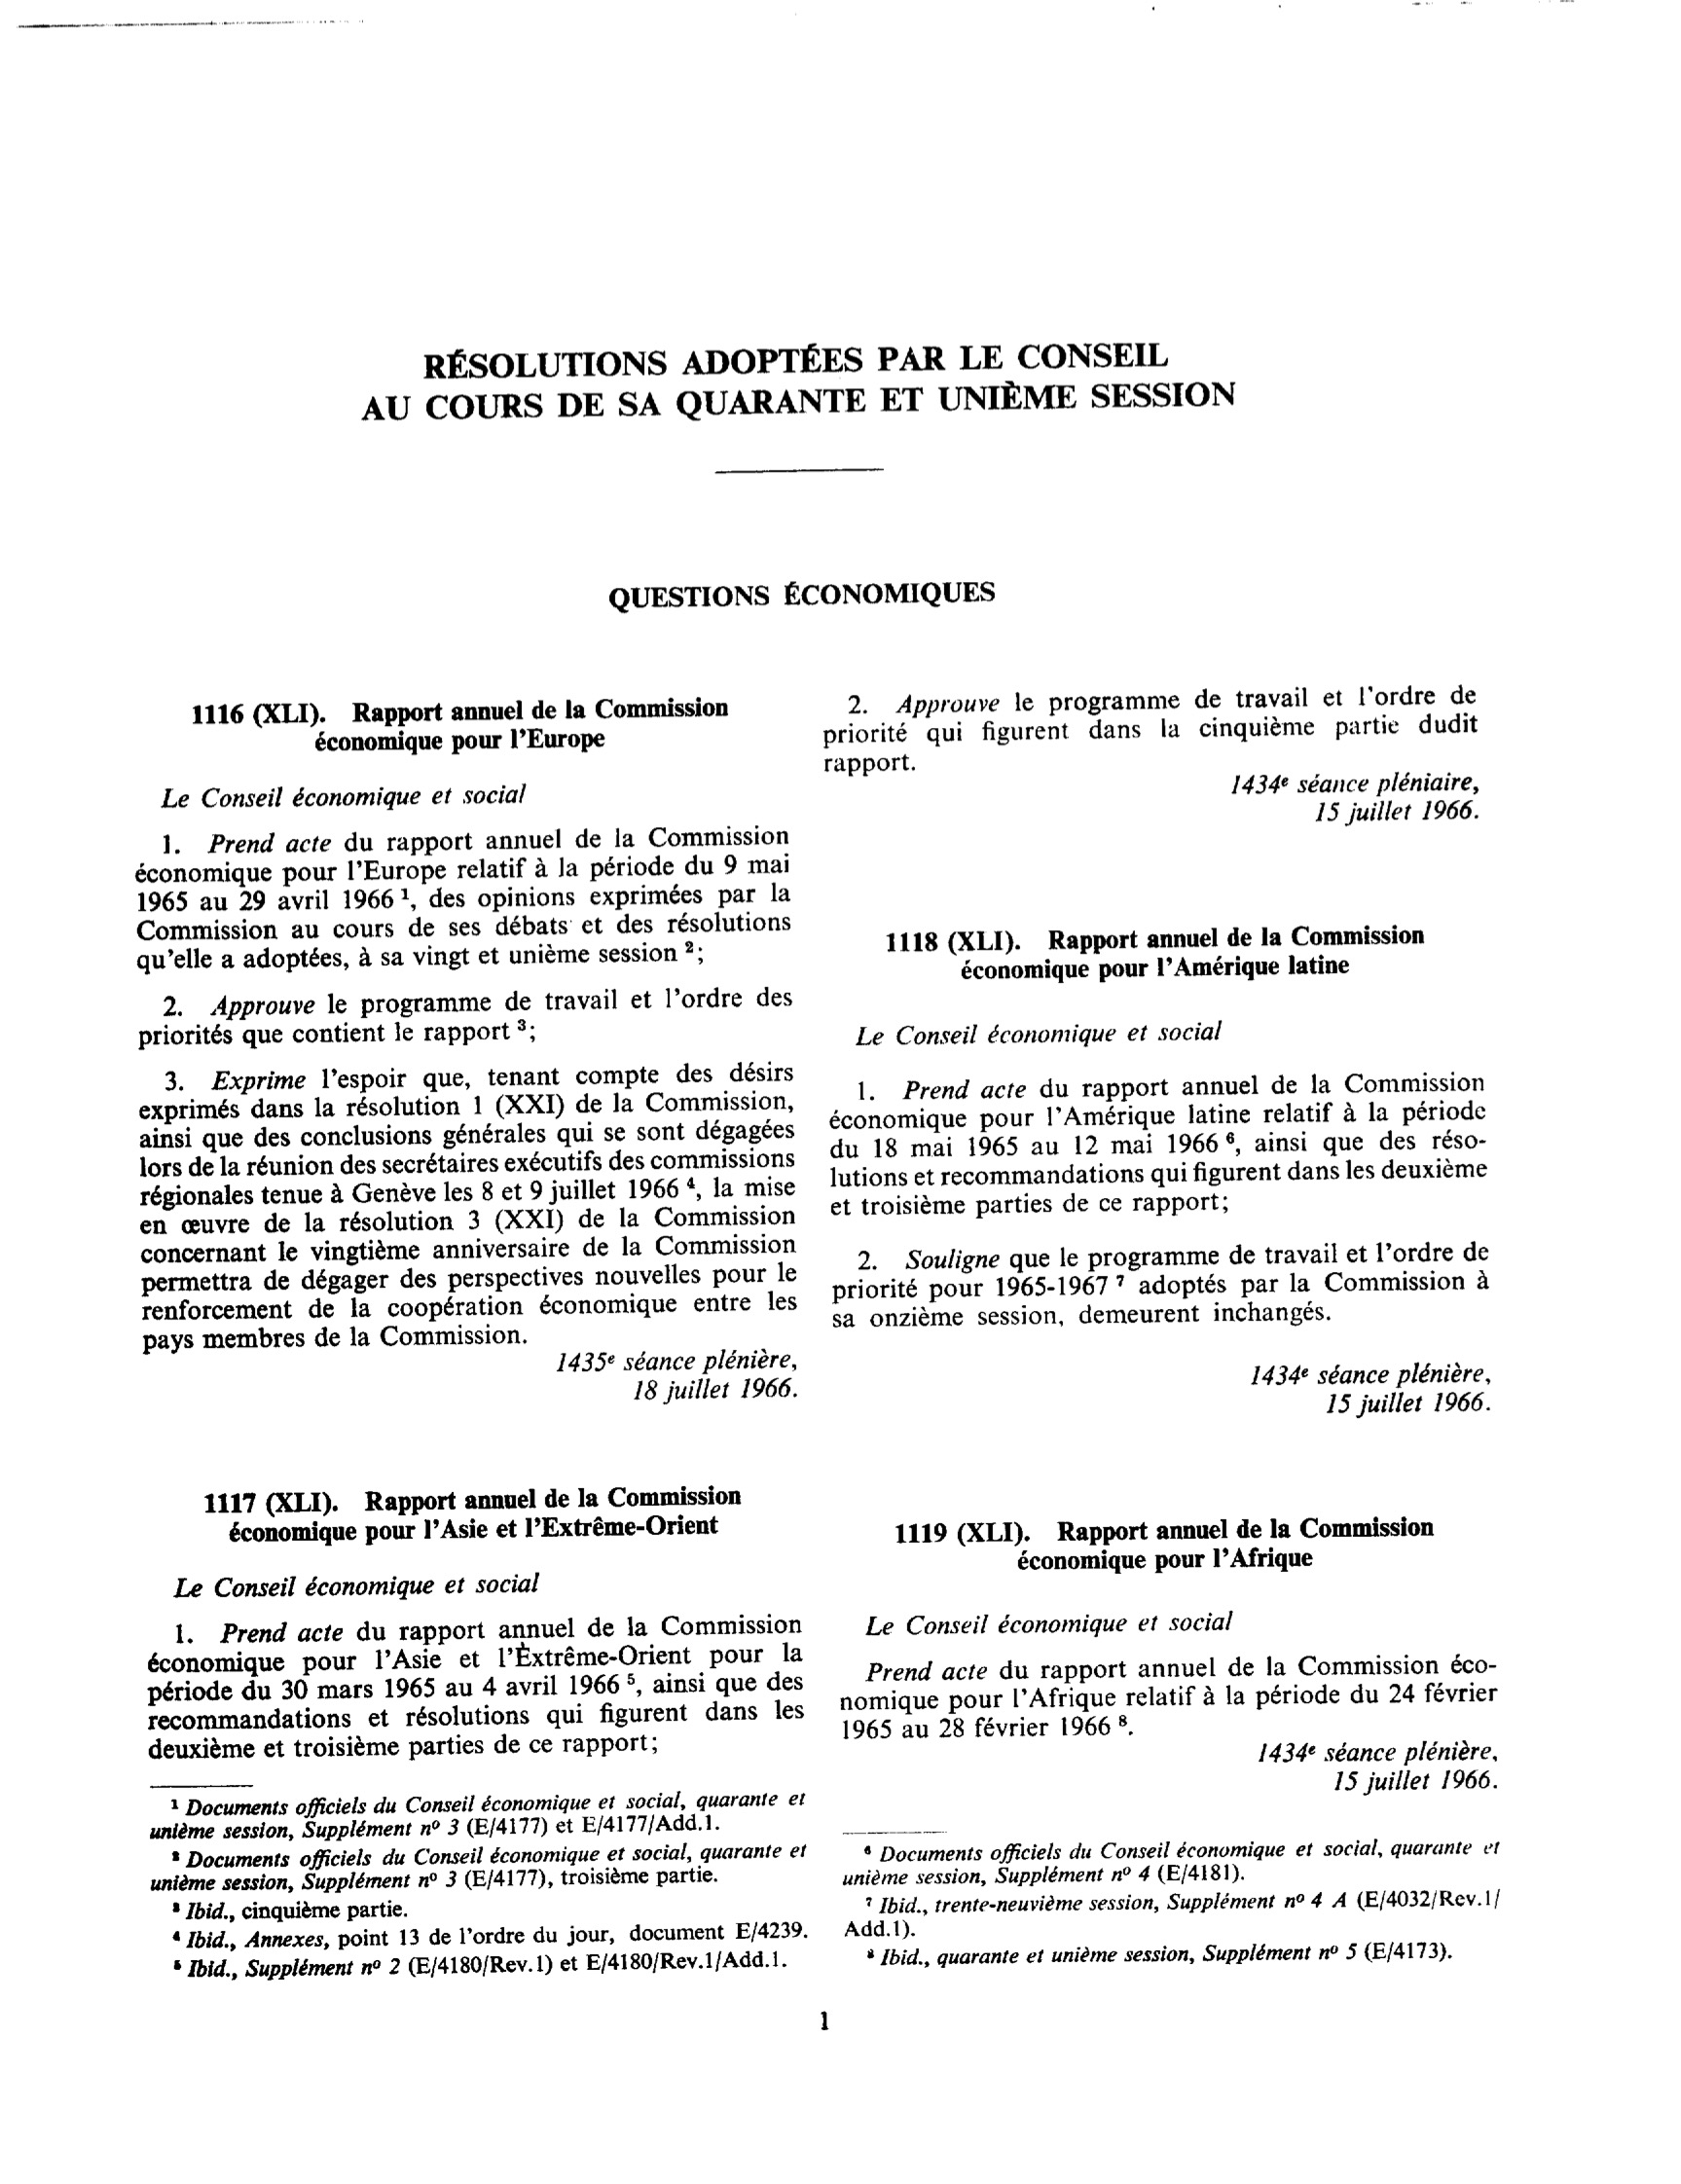 RÉSOLUTIONS ADOPTÉES PAR LE CONSEIL
AU COURS DE SA QUARANTE ET UNIÈME SESSION
QUESTIONS ÉCONOMIQUES
1116 (XLI). Rapport annuel de la Commission
économique pour l'Europe
Le Conseil économique et social
1. Prend acte du rapport annuel de la Commission
économique pour l'Europe relatif à la période du 9 mai
1965 au 29 avril 1966 ¹, des opinions exprimées par la
Commission au cours de ses débats et des résolutions
qu'elle a adoptées, à sa vingt et unième session ²;
2. Approuve le programme de travail et l'ordre des
priorités que contient le rapport ³;
3. Exprime l'espoir que, tenant compte des désirs
exprimés dans la résolution 1 (XXI) de la Commission,
ainsi que des conclusions générales qui se sont dégagées
lors de la réunion des secrétaires exécutifs des commissions
régionales tenue à Genève les 8 et 9 juillet 1966 ⁴, la mise
en œuvre de la résolution 3 (XXI) de la Commission
concernant le vingtième anniversaire de la Commission
permettra de dégager des perspectives nouvelles pour le
renforcement de la coopération économique entre les
pays membres de la Commission.
1435e séance plénière,
18 juillet 1966.
1117 (XLI). Rapport annuel de la Commission
économique pour l'Asie et l'Extrême-Orient
Le Conseil économique et social
1. Prend acte du rapport annuel de la Commission
économique pour l'Asie et l'Extrême-Orient pour la
période du 30 mars 1965 au 4 avril 1966 ⁵, ainsi que des
recommandations et résolutions qui figurent dans les
deuxième et troisième parties de ce rapport;
¹ Documents officiels du Conseil économique et social, quarante et
unième session, Supplément nº 3 (E/4177) et E/4177/Add.1.
² Documents officiels du Conseil économique et social, quarante et
unième session, Supplément nº 3 (E/4177), troisième partie.
³ Ibid., cinquième partie.
⁴ Ibid., Annexes, point 13 de l'ordre du jour, document E/4239.
⁵ Ibid., Supplément nº 2 (E/4180/Rev.1) et E/4180/Rev.1/Add.1.
2. Approuve le programme de travail et l'ordre de
priorité qui figurent dans la cinquième partie dudit
rapport.
1434e séance pléniaire,
15 juillet 1966.
1118 (XLI). Rapport annuel de la Commission
économique pour l'Amérique latine
Le Conseil économique et social
1. Prend acte du rapport annuel de la Commission
économique pour l'Amérique latine relatif à la période
du 18 mai 1965 au 12 mai 1966 ⁶, ainsi que des réso-
lutions et recommandations qui figurent dans les deuxième
et troisième parties de ce rapport;
2. Souligne que le programme de travail et l'ordre de
priorité pour 1965-1967 ⁷ adoptés par la Commission à
sa onzième session, demeurent inchangés.
1434e séance plénière,
15 juillet 1966.
1119 (XLI). Rapport annuel de la Commission
économique pour l'Afrique
Le Conseil économique et social
Prend acte du rapport annuel de la Commission éco-
nomique pour l'Afrique relatif à la période du 24 février
1965 au 28 février 1966 ⁸.
1434e séance plénière,
15 juillet 1966.
⁶ Documents officiels du Conseil économique et social, quarante et
unième session, Supplément nº 4 (E/4181).
⁷ Ibid., trente-neuvième session, Supplément nº 4 A (E/4032/Rev.1/
Add.1).
⁸ Ibid., quarante et unième session, Supplément nº 5 (E/4173).
1